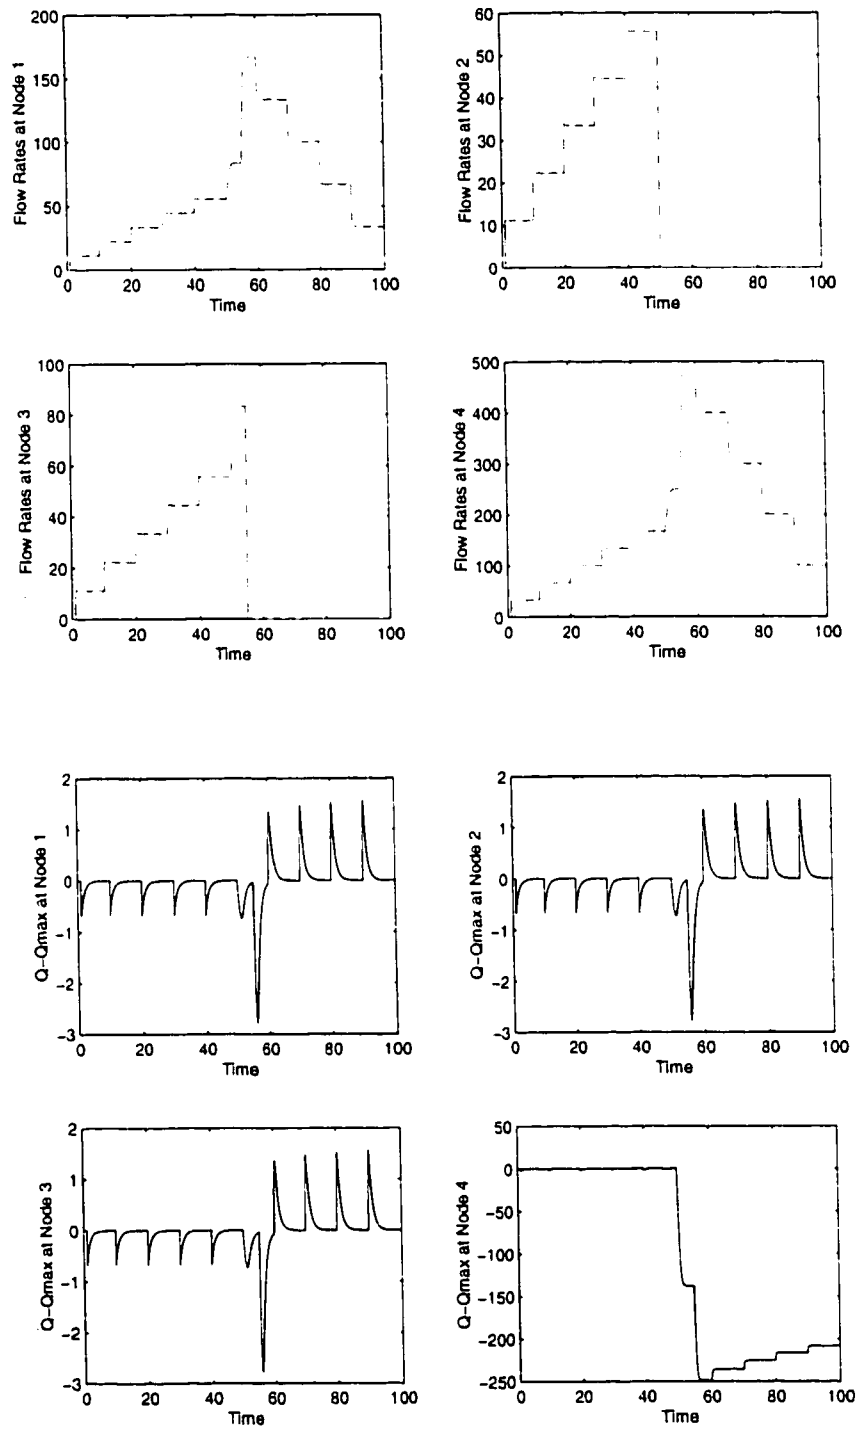 Flow Rates at Node 1
200
150
100
50
0
0 20 40 60 80 100
Time
Flow Rates at Node 2
60
50
40
30
20
10
0
0 20 40 60 80 100
Time
Flow Rates at Node 3
100
80
60
40
20
0
0 20 40 60 80 100
Time
Flow Rates at Node 4
500
400
300
200
100
0
0 20 40 60 80 100
Time
Q-Qmax at Node 1
2
1
0
-1
-2
-3
0 20 40 60 80 100
Time
Q-Qmax at Node 2
2
1
0
-1
-2
-3
0 20 40 60 80 100
Time
Q-Qmax at Node 3
2
1
0
-1
-2
-3
0 20 40 60 80 100
Time
Q-Qmax at Node 4
50
0
-50
-100
-150
-200
-250
0 20 40 60 80 100
Time